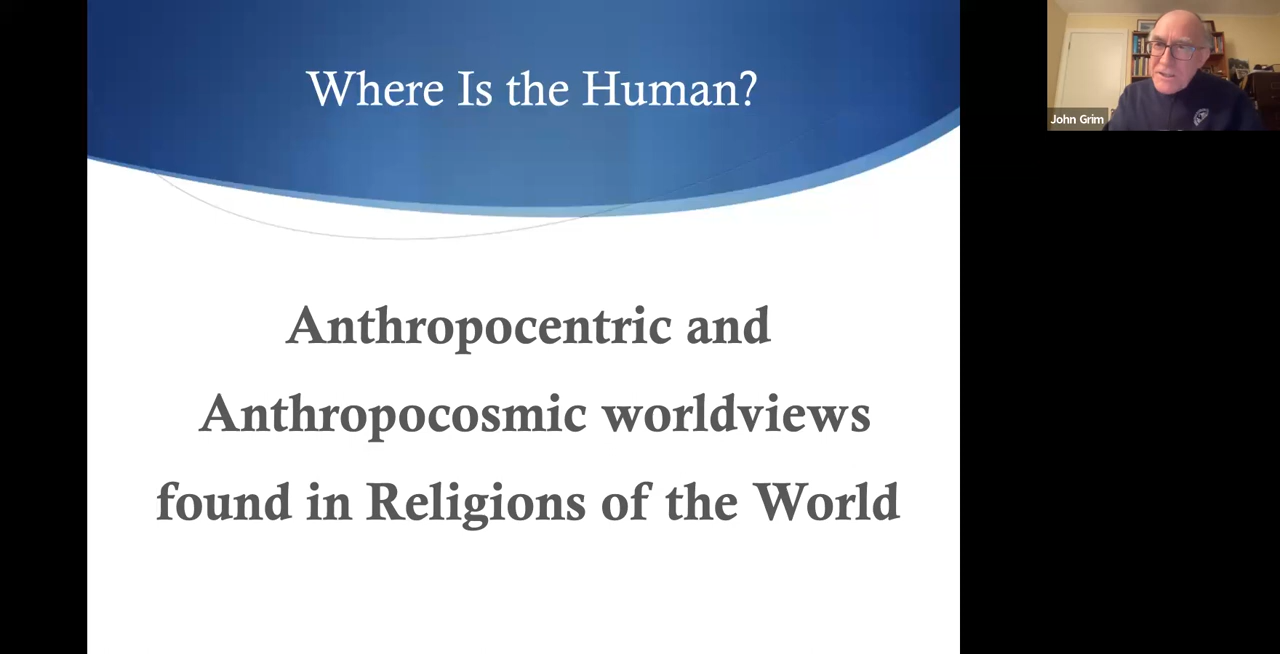 Where Is the Human?
John Grim
Anthropocentric and
Anthropocosmic worldviews
found in Religions of the World